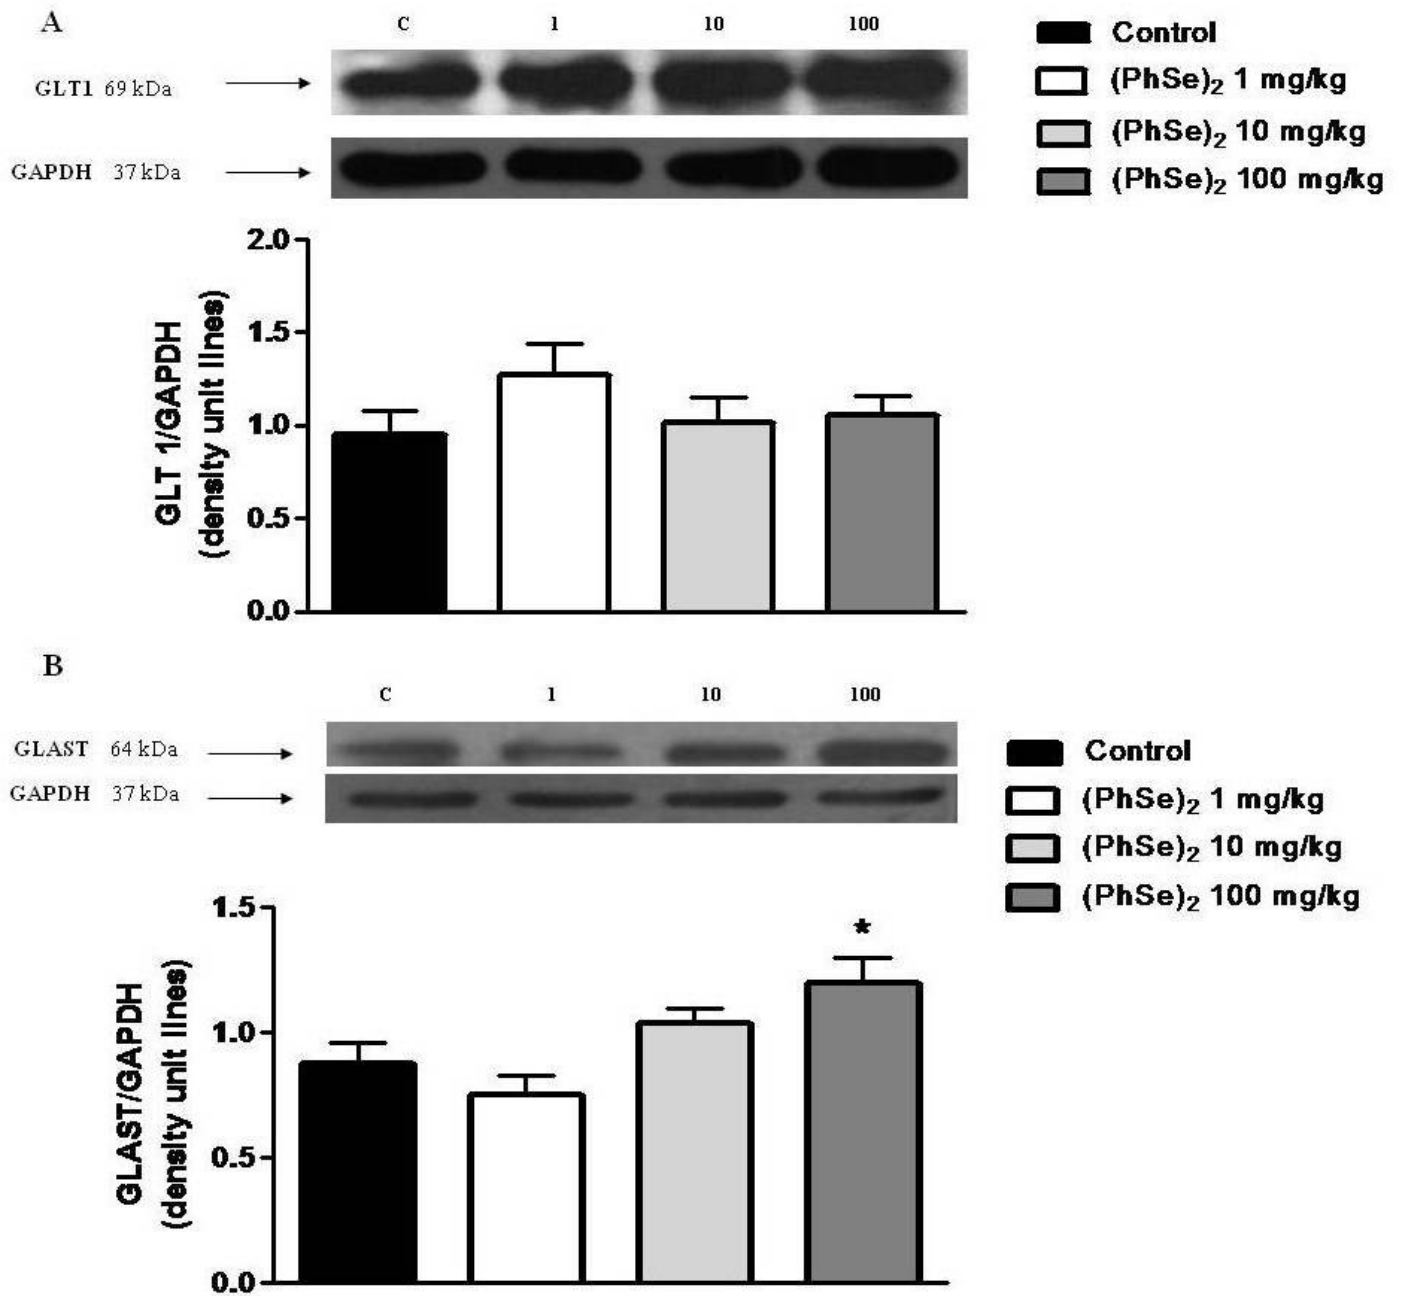 A
C 1 10 100
GLT1 69 kDa
GAPDH 37 kDa
Control
(PhSe)2 1 mg/kg
(PhSe)2 10 mg/kg
(PhSe)2 100 mg/kg
GLT 1/GAPDH
(density unit lines)
2.0
1.5
1.0
0.5
0.0
B
C 1 10 100
GLAST 64 kDa
GAPDH 37 kDa
Control
(PhSe)2 1 mg/kg
(PhSe)2 10 mg/kg
(PhSe)2 100 mg/kg
GLAST/GAPDH
(density unit lines)
1.5
1.0
0.5
0.0
*